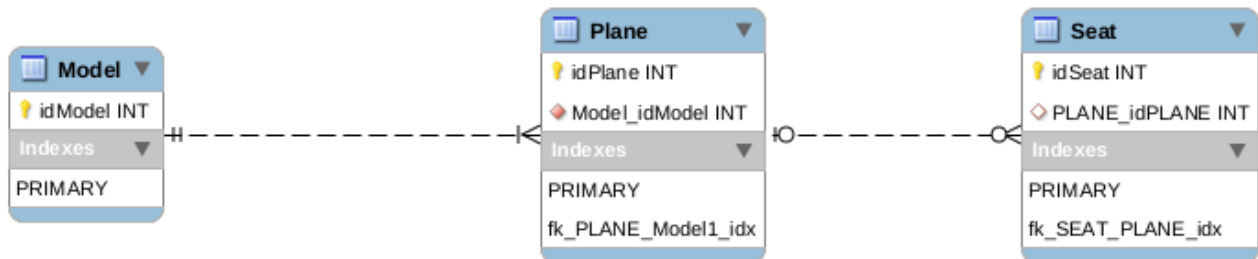 Model
idModel INT
Indexes
PRIMARY
Plane
idPlane INT
Model_idModel INT
Indexes
PRIMARY
fk_PLANE_Model1_idx
Seat
idSeat INT
PLANE_idPLANE INT
Indexes
PRIMARY
fk_SEAT_PLANE_idx